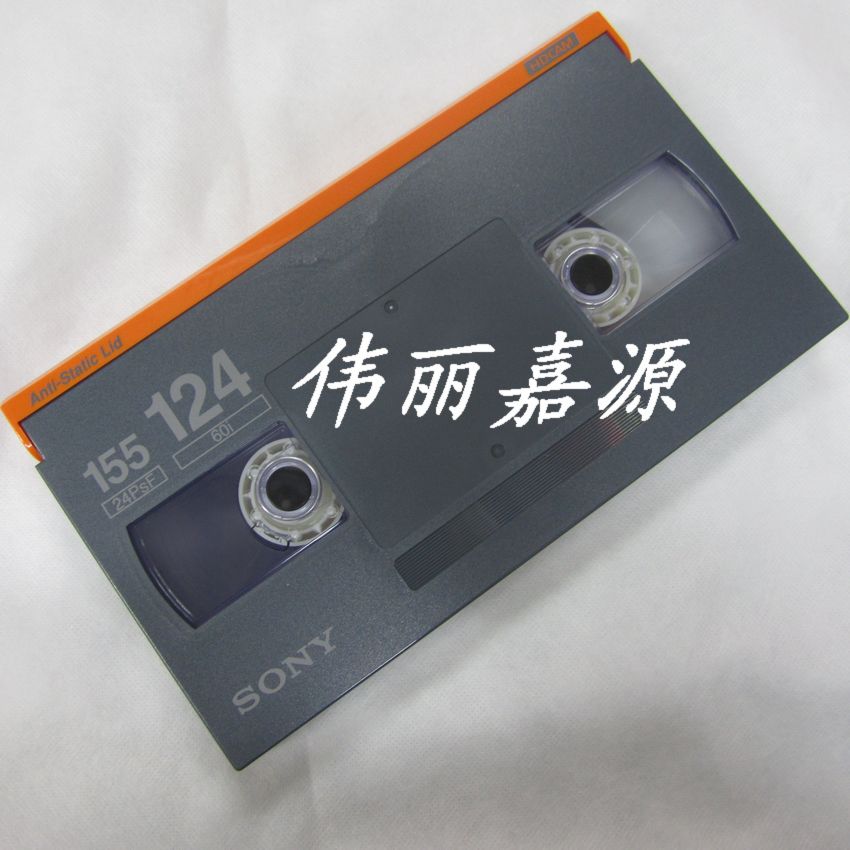 HDCAM
Anti-Static Lid
155 124
24PsF 60i
伟丽嘉源
SONY